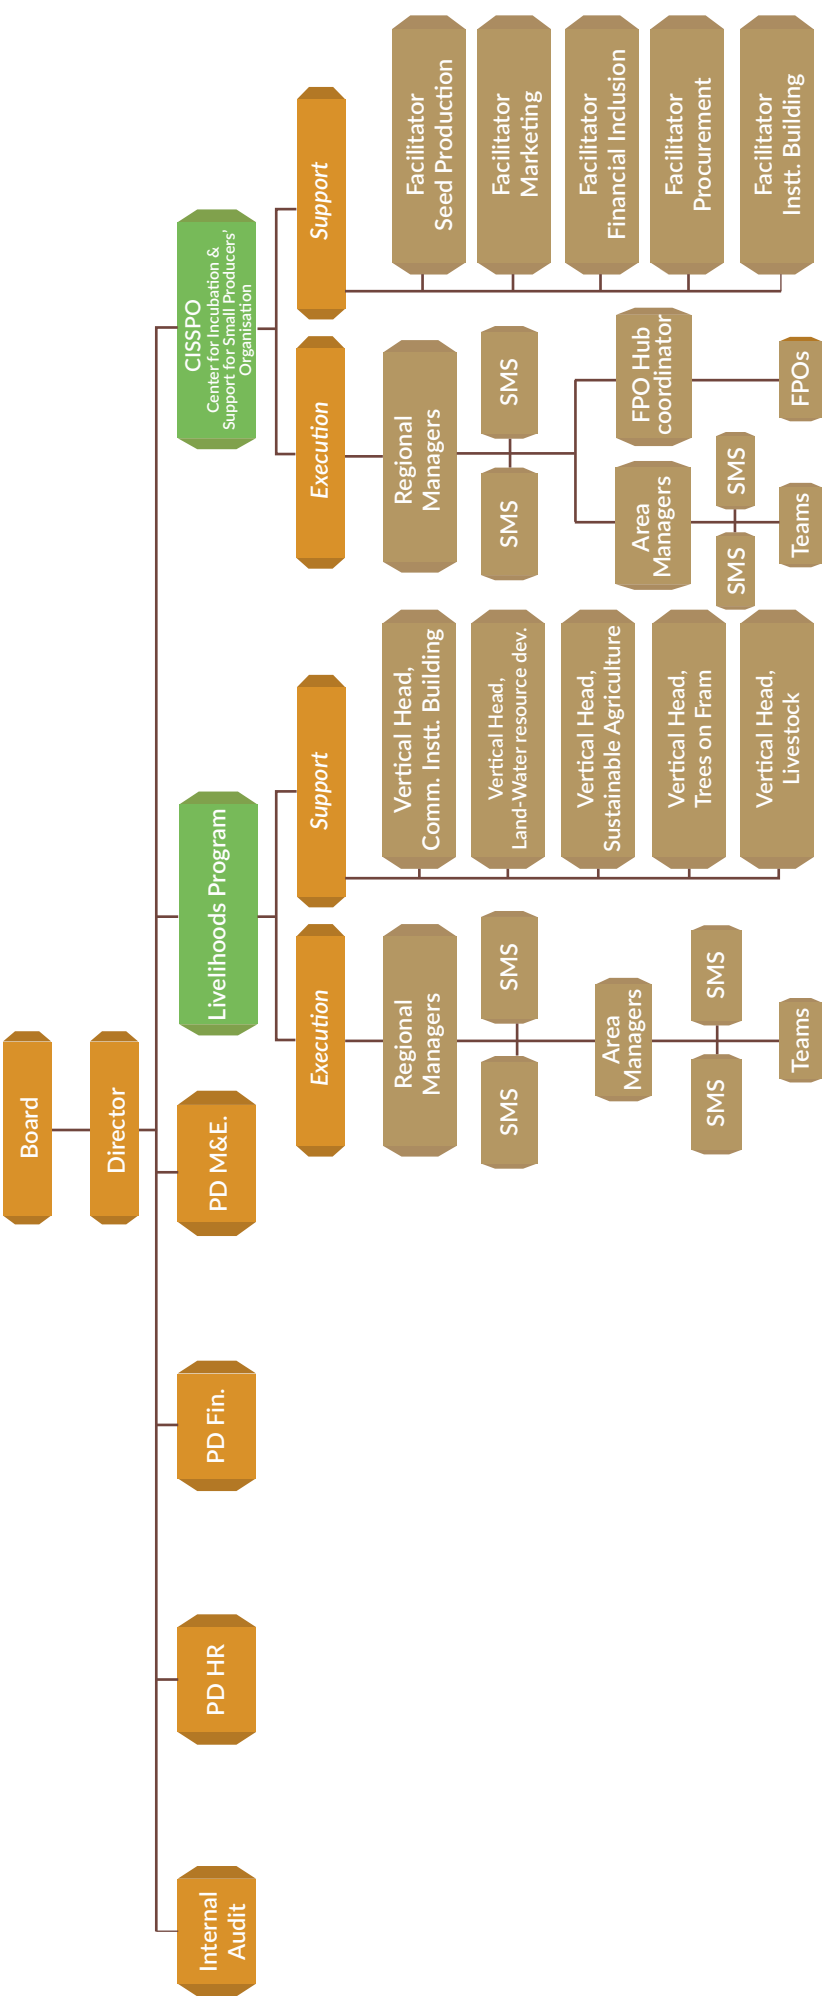 Board
Director
Internal
Audit
PD HR
PD Fin.
PD M&E.
Livelihoods Program
CISSPO
Center for Incubation &
Support for Small Producers'
Organisation
Execution
Support
Execution
Support
Regional
Managers
SMS
SMS
Area
Managers
SMS
SMS
Teams
Vertical Head,
Comm. Instt. Building
Vertical Head,
Land-Water resource dev.
Vertical Head,
Sustainable Agriculture
Vertical Head,
Trees on Fram
Vertical Head,
Livestock
Regional
Managers
SMS
SMS
Area
Managers
SMS
SMS
Teams
FPO Hub
coordinator
FPOs
Facilitator
Seed Production
Facilitator
Marketing
Facilitator
Financial Inclusion
Facilitator
Procurement
Facilitator
Instt. Building